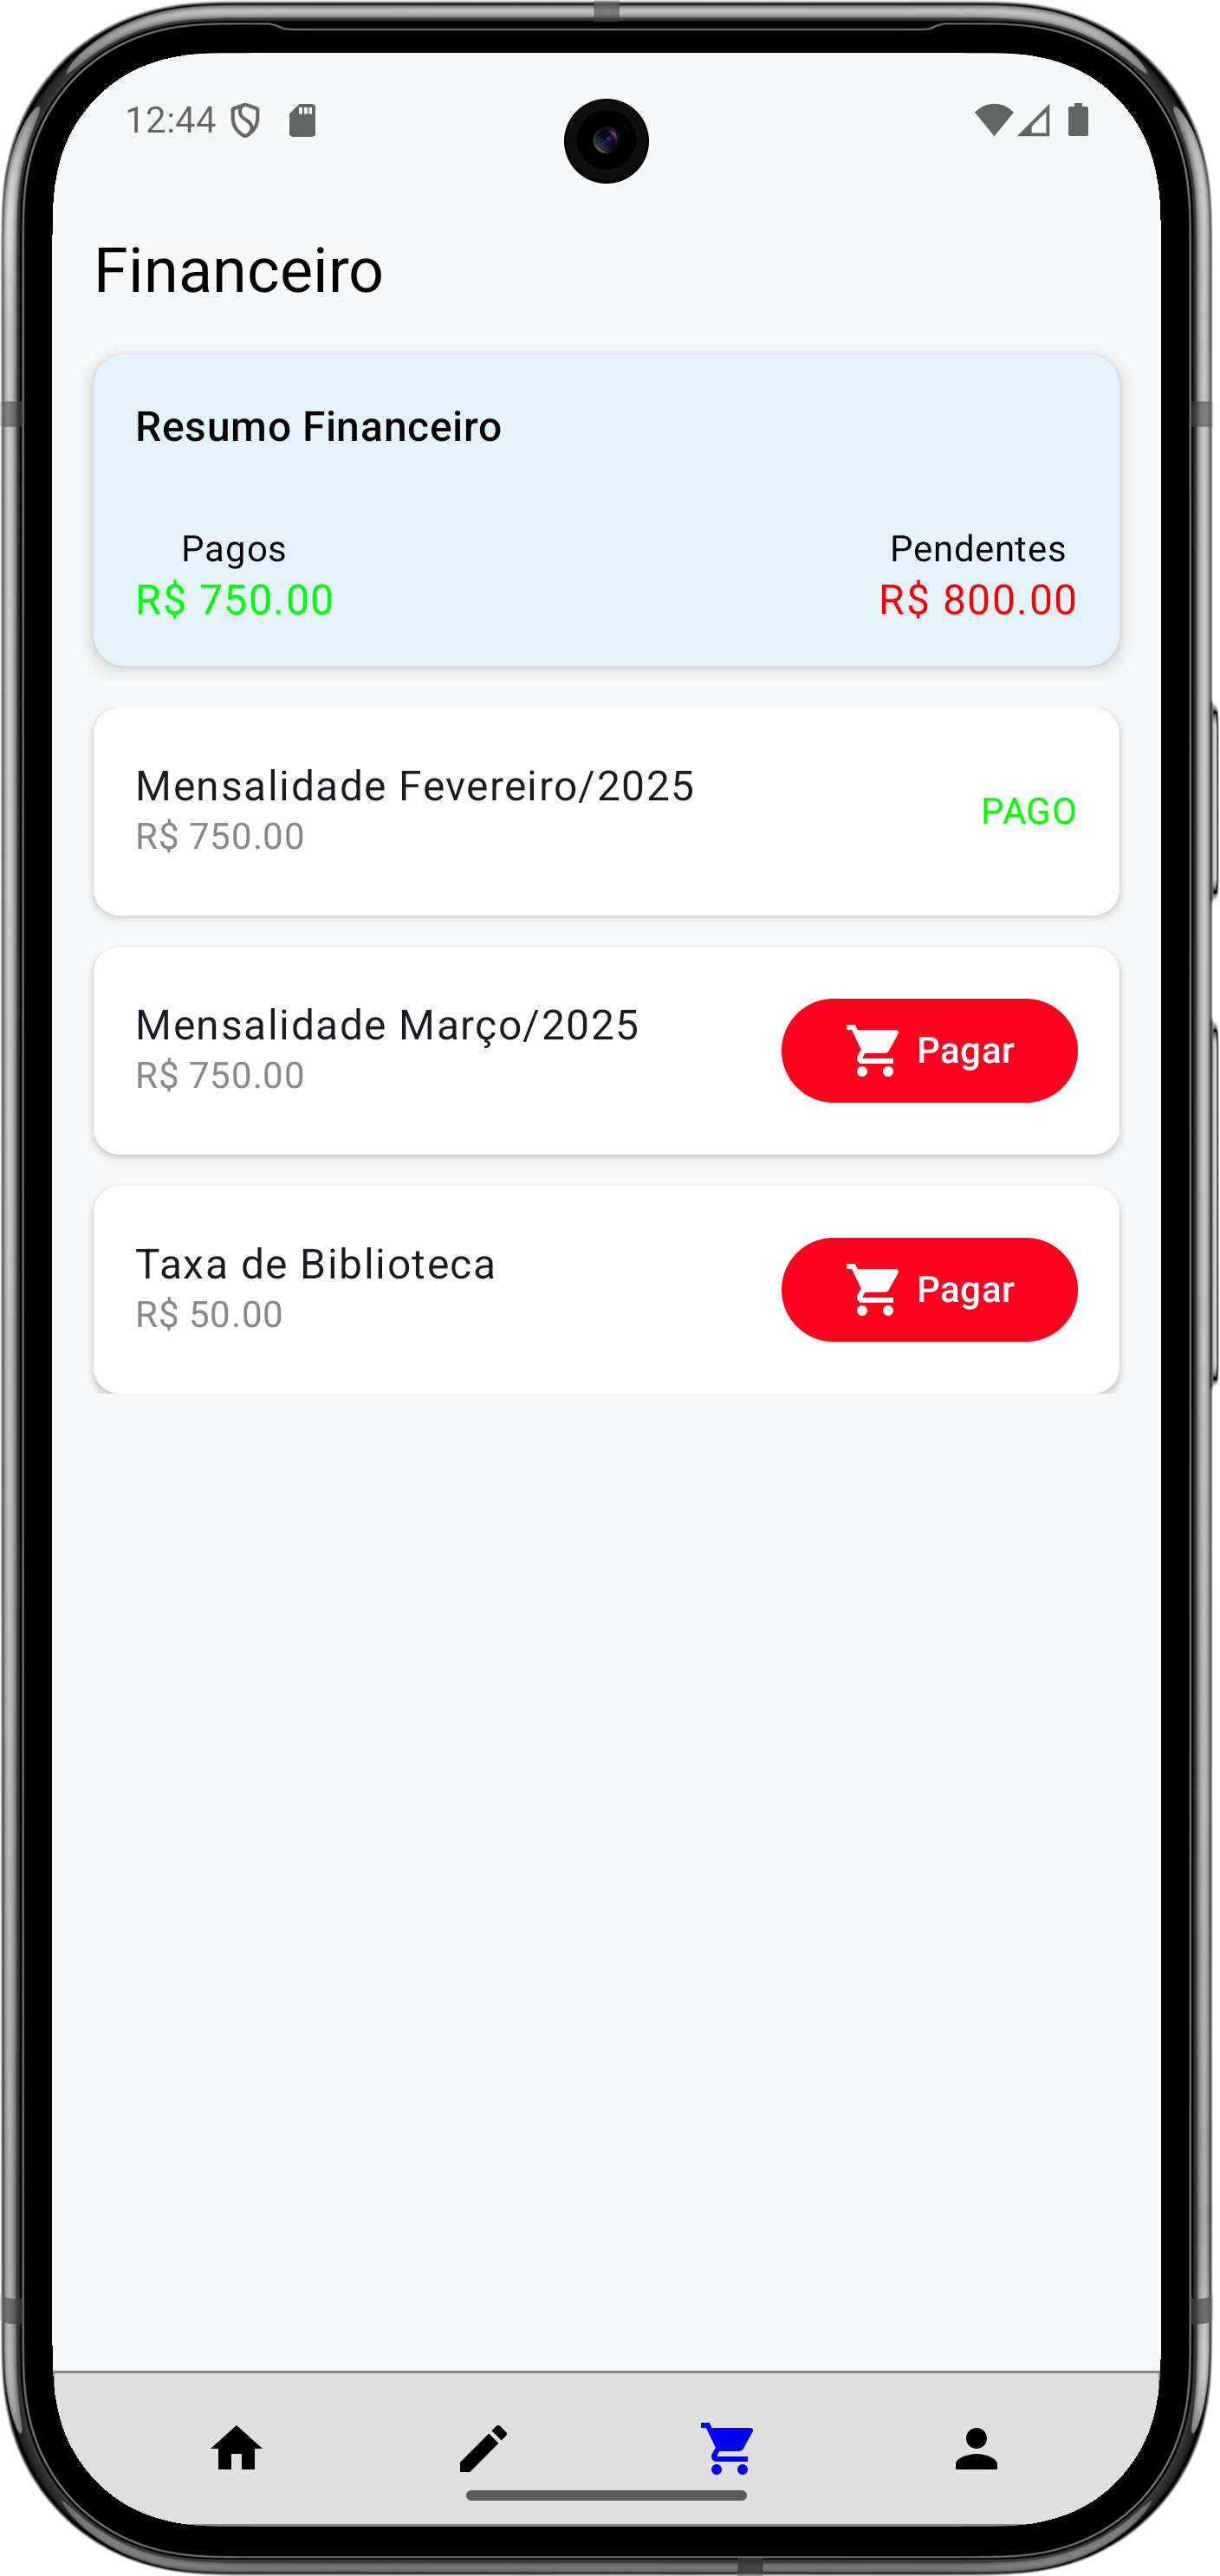 12:44
Financeiro
Resumo Financeiro
Pagos
Pendentes
R$ 750.00
R$ 800.00
Mensalidade Fevereiro/2025
R$ 750.00
PAGO
Mensalidade Março/2025
R$ 750.00
Pagar
Taxa de Biblioteca
R$ 50.00
Pagar